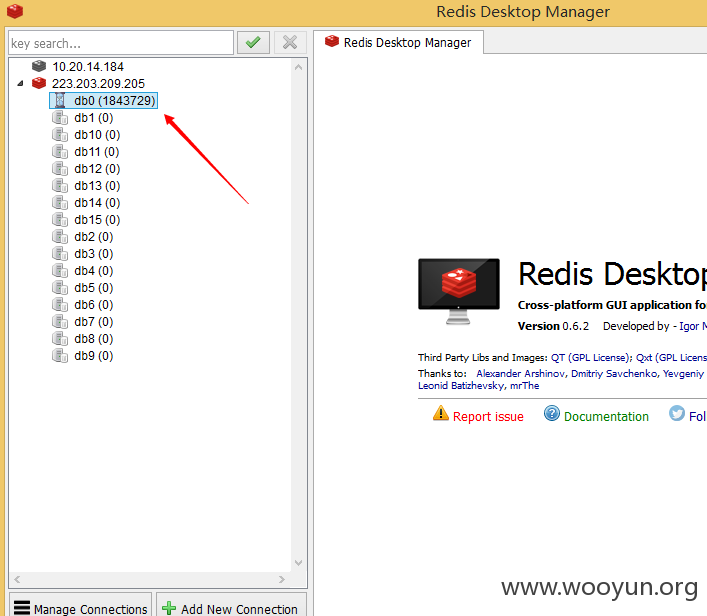 Redis Desktop Manager
key search...
Redis Desktop Manager
10.20.14.184
223.203.209.205
db0 (1843729)
db1 (0)
db10 (0)
db11 (0)
db12 (0)
db13 (0)
db14 (0)
db15 (0)
db2 (0)
db3 (0)
db4 (0)
db5 (0)
db6 (0)
db7 (0)
db8 (0)
db9 (0)
Redis Desktop
Cross-platform GUI application for
Version 0.6.2 Developed by - Igor M
Third Party Libs and Images: QT (GPL License); Qxt (GPL Licens
Thanks to: Alexander Arshinov, Dmitriy Savchenko, Yevgeniy
Leonid Batizhevsky, mrThe
Report issue Documentation Fol
Manage Connections Add New Connection
www.wooyun.org